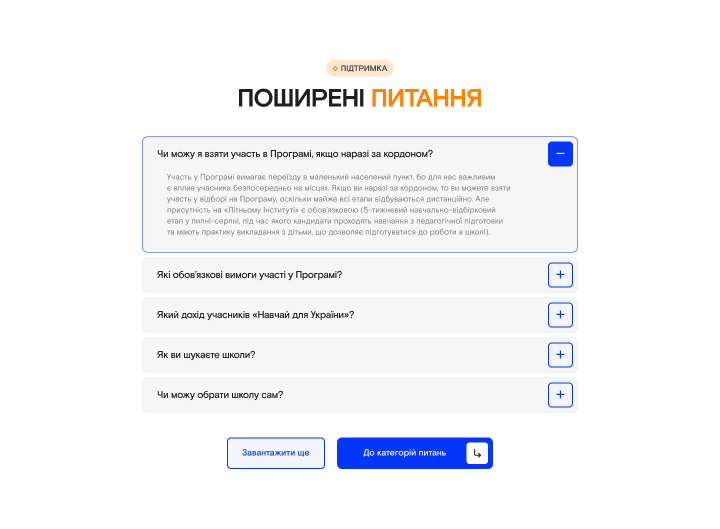 ПІДТРИМКА
ПОШИРЕНІ ПИТАННЯ
Чи можу я взяти участь в Програмі, якщо наразі за кордоном?
Участь у Програмі вимагає переїзду в маленький населений пункт, бо для нас важливим
є вплив учасника безпосередньо на місцях. Якщо ви наразі за кордоном, то ви можете взяти
участь у відборі на Програму, оскільки майже всі етапи відбуваються дистанційно. Але
присутність на «Літньому Інституті» є обов'язковою (5-тижневий навчально-відбірковий
етап у липні-серпні, під час якого кандидати проходять навчання з педагогічної підготовки
та мають практику викладання з дітьми, що дозволяє підготуватися до роботи в школі).
Які обов'язкові вимоги участі у Програмі?
Який дохід учасників «Навчай для України»?
Як ви шукаєте школи?
Чи можу обрати школу сам?
Завантажити ще
До категорій питань